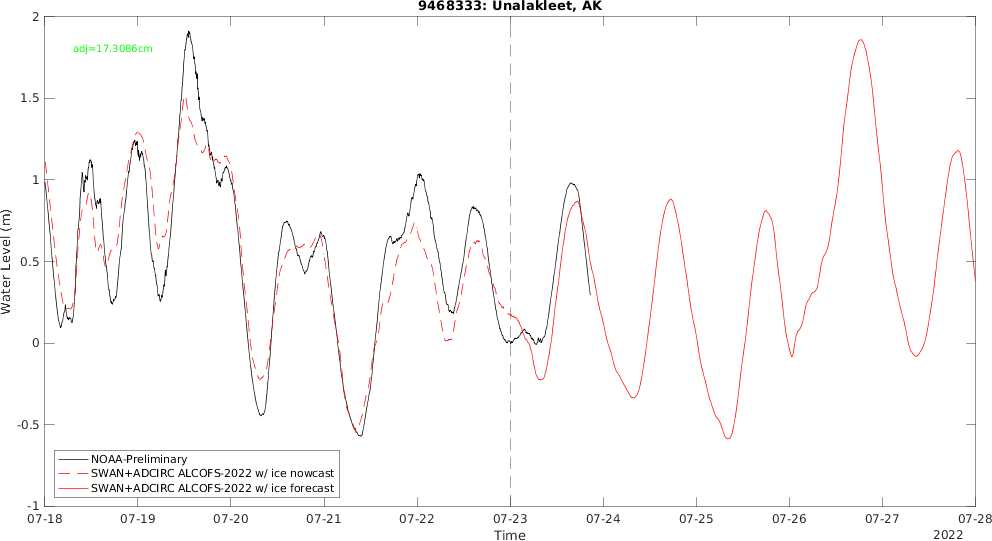 9468333: Unalakleet, AK
adj=17.3086cm
2
1.5
1
0.5
0
-0.5
-1
Water Level (m)
NOAA-Preliminary
SWAN+ADCIRC ALCOFS-2022 w/ ice nowcast
SWAN+ADCIRC ALCOFS-2022 w/ ice forecast
07-18 07-19 07-20 07-21 07-22 07-23 07-24 07-25 07-26 07-27 07-28
Time
2022